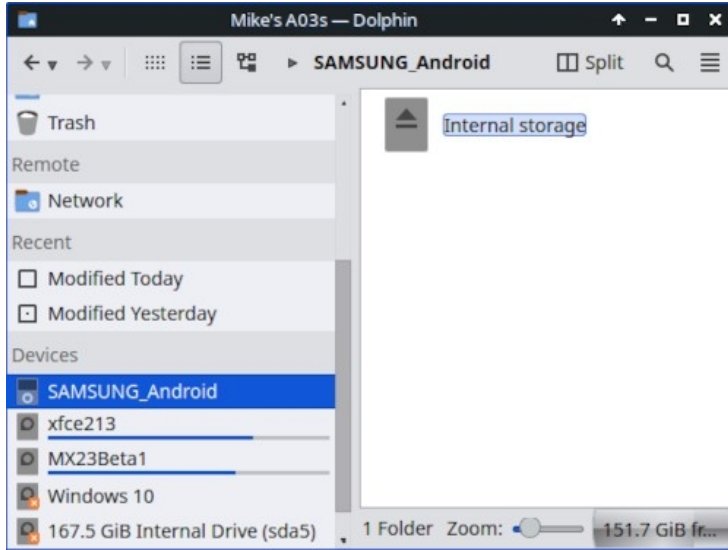 Mike's A03s — Dolphin
SAMSUNG_Android
Split
Trash
Remote
Network
Recent
Modified Today
Modified Yesterday
Devices
SAMSUNG_Android
xfce213
MX23Beta1
Windows 10
167.5 GiB Internal Drive (sda5)
Internal storage
1 Folder Zoom: 151.7 GiB fr...